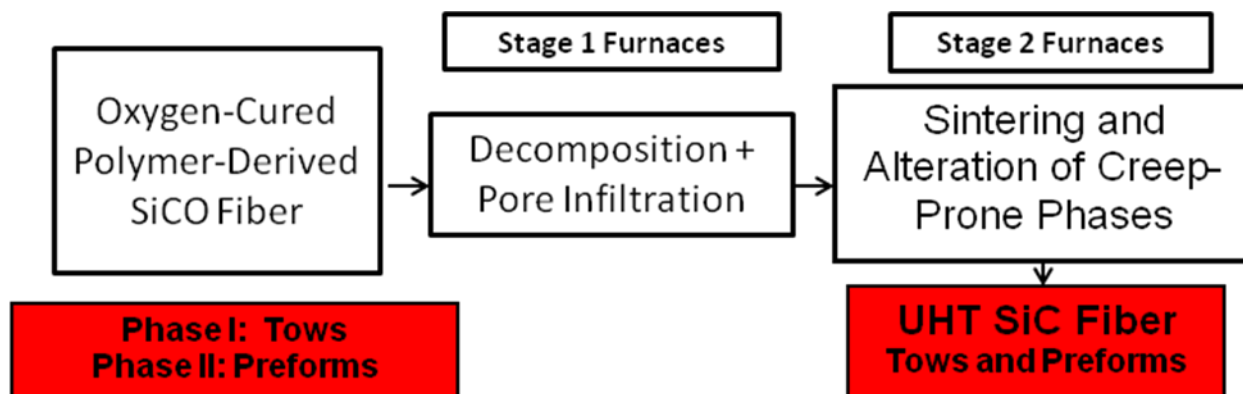 Stage 1 Furnaces
Stage 2 Furnaces
Oxygen-Cured
Polymer-Derived
SiCO Fiber
Decomposition +
Pore Infiltration
Sintering and
Alteration of Creep-
Prone Phases
Phase I: Tows
Phase II: Preforms
UHT SiC Fiber
Tows and Preforms